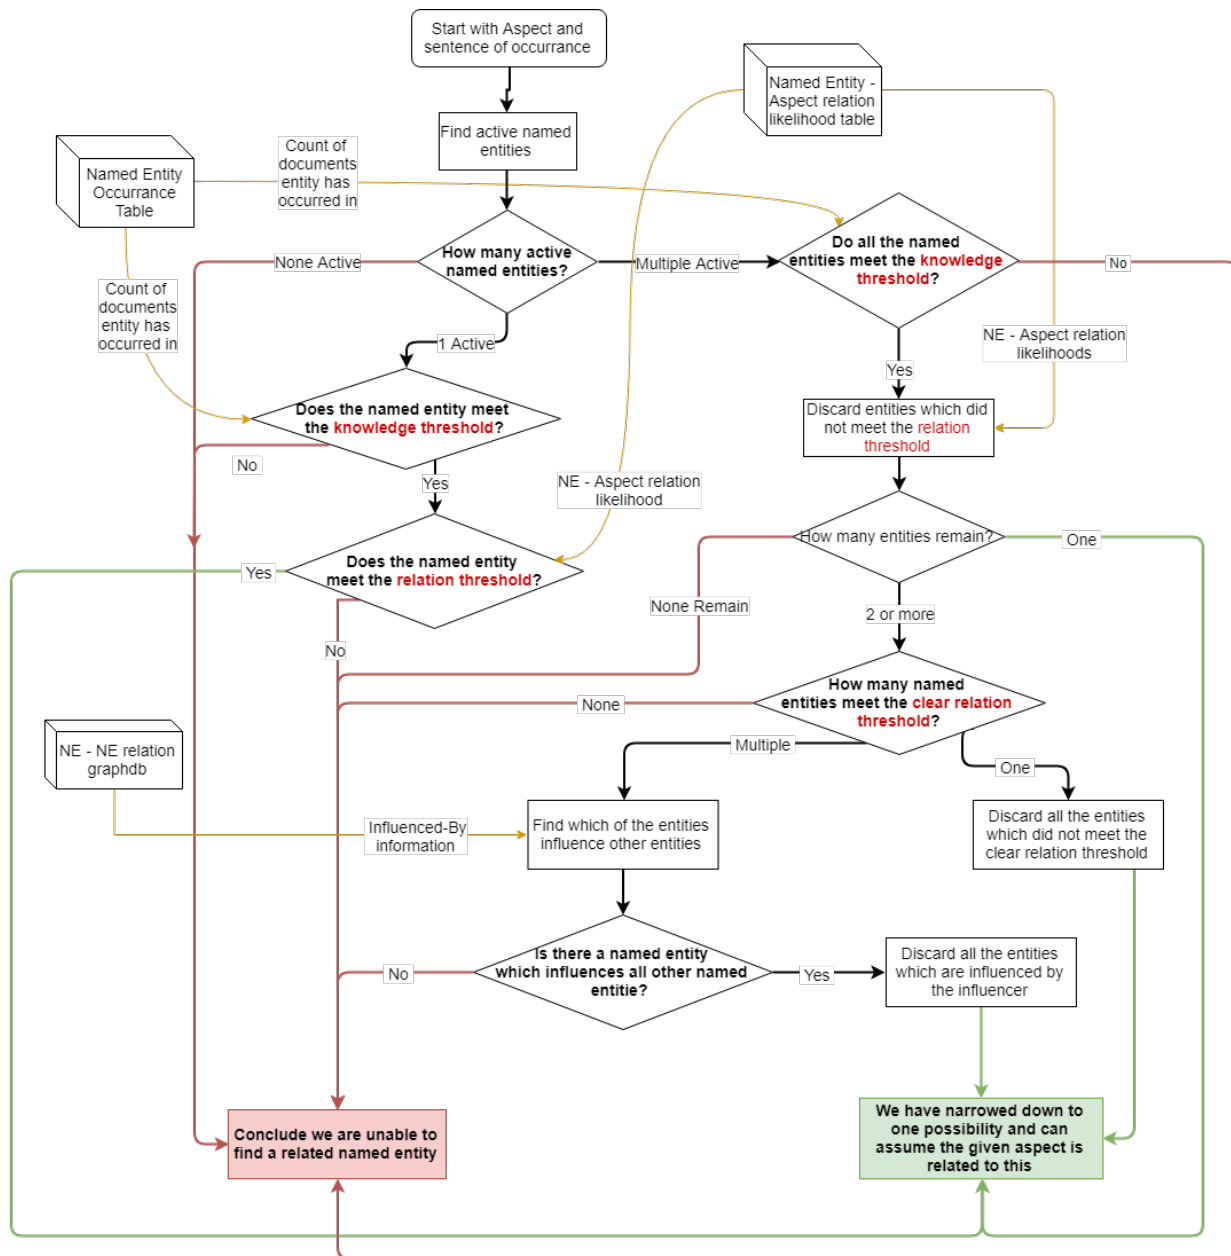 Start with Aspect and
sentence of occurrance
Named Entity -
Aspect relation
likelihood table
Find active named
entities
Count of
documents
entity has
occurred in
Named Entity
Occurrance
Table
How many active
named entities?
None Active
Multiple Active
Do all the named
entities meet the knowledge
threshold?
No
Count of
documents
entity has
occurred in
1 Active
NE - Aspect relation
likelihoods
Yes
Does the named entity meet
the knowledge threshold?
Discard entities which did
not meet the relation
threshold
No
Yes
NE - Aspect relation
likelihood
How many entities remain?
One
Does the named entity
meet the relation threshold?
Yes
None Remain
2 or more
No
How many named
entities meet the clear relation
threshold?
None
Multiple
One
NE - NE relation
graphdb
Influenced-By
information
Find which of the entities
influence other entities
Discard all the entities
which did not meet the
clear relation threshold
Is there a named entity
which influences all other named
entitie?
No
Yes
Discard all the entities
which are influenced by
the influencer
Conclude we are unable to
find a related named entity
We have narrowed down to
one possibility and can
assume the given aspect is
related to this